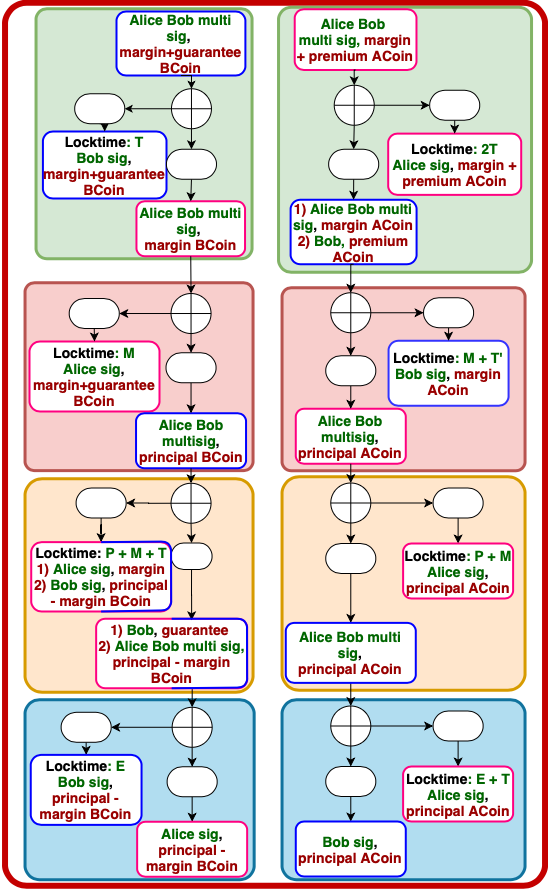 Alice Bob multi
sig,
margin+guarantee
BCoin
Locktime: T
Bob sig,
margin+guarantee
BCoin
Alice Bob multi
sig,
margin BCoin
Alice Bob
multi sig, margin
+ premium ACoin
Locktime: 2T
Alice sig, margin +
premium ACoin
1) Alice Bob multi
sig, margin ACoin
2) Bob, premium
ACoin
Locktime: M
Alice sig,
margin+guarantee
BCoin
Alice Bob
multisig,
principal BCoin
Locktime: M + T'
Bob sig, margin
ACoin
Alice Bob
multisig,
principal ACoin
Locktime: P + M + T
1) Alice sig, margin
2) Bob sig, principal
- margin BCoin
1) Bob, guarantee
2) Alice Bob multi sig,
principal - margin
BCoin
Locktime: P + M
Alice sig,
principal ACoin
Alice Bob multi
sig,
principal ACoin
Locktime: E
Bob sig,
principal -
margin BCoin
Alice sig,
principal -
margin BCoin
Locktime: E + T
Alice sig,
principal ACoin
Bob sig,
principal ACoin